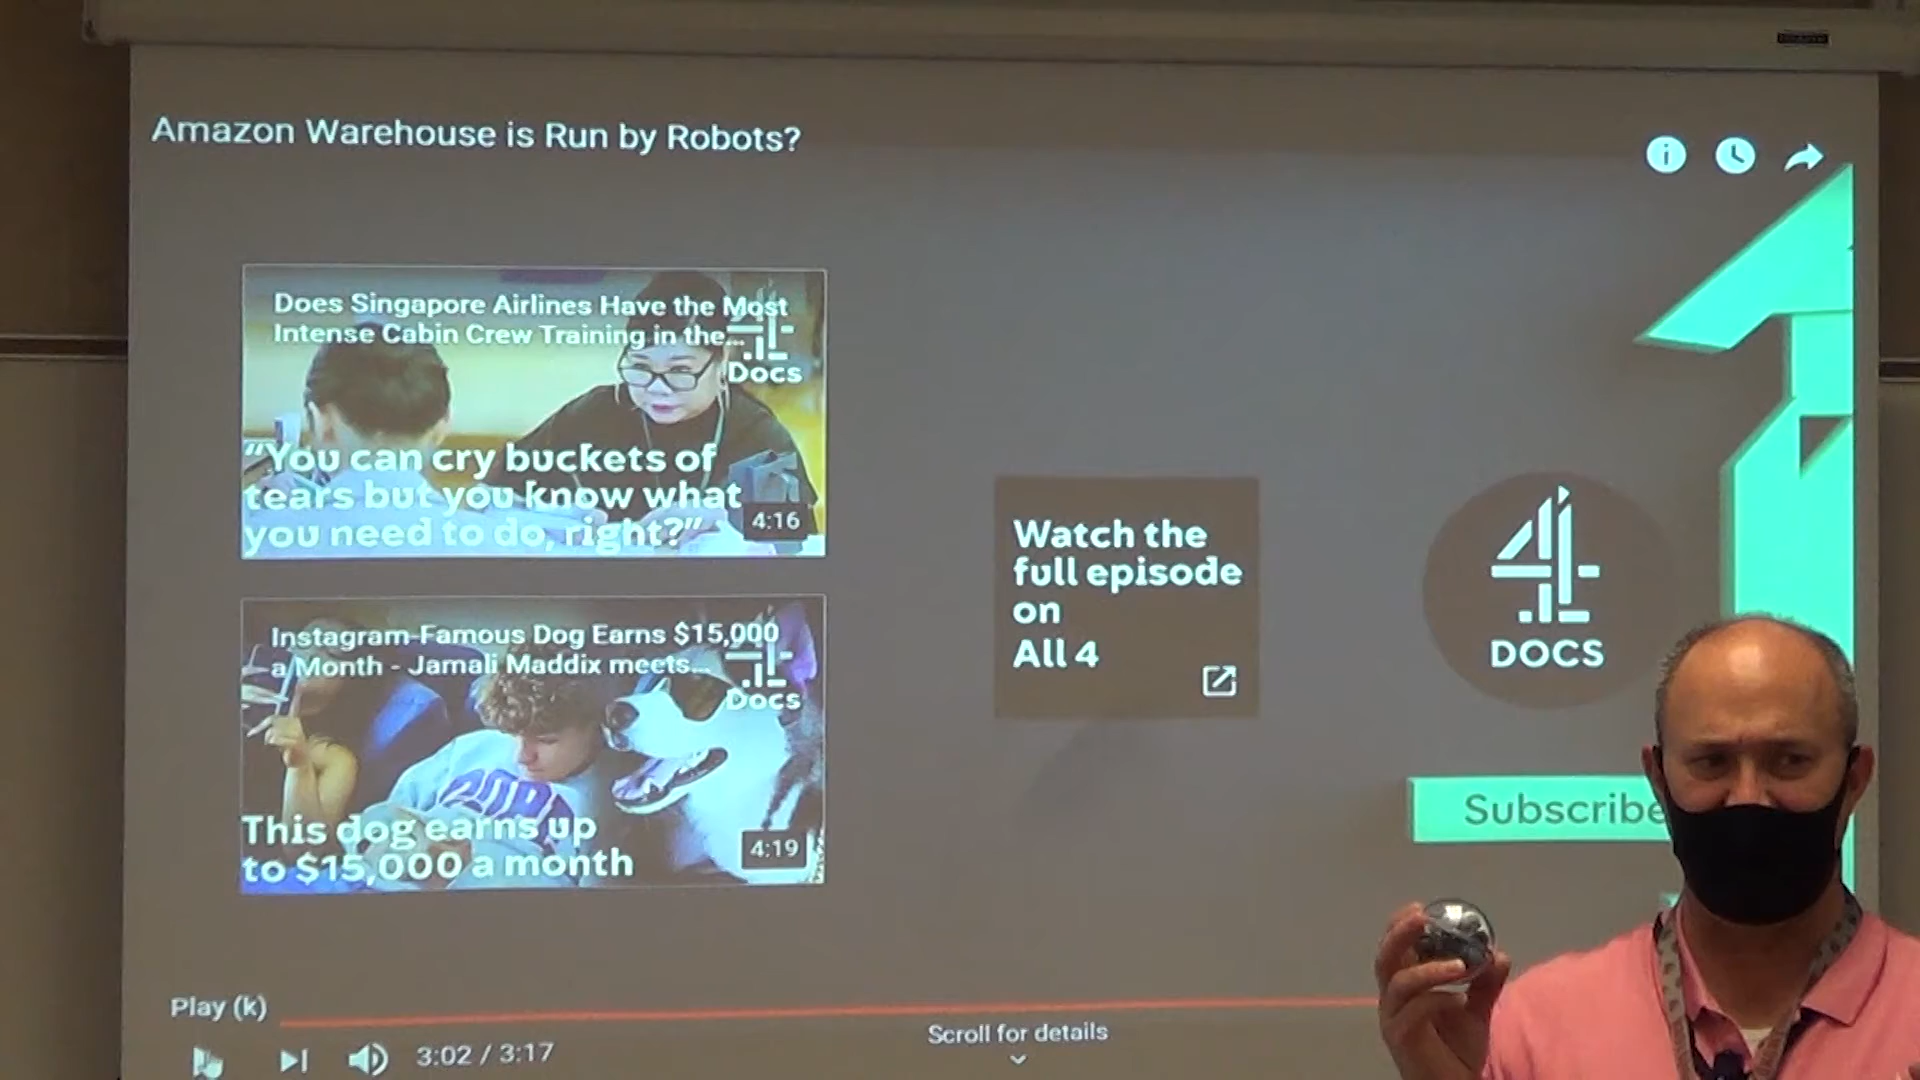 Amazon Warehouse is Run by Robots?
Does Singapore Airlines Have the Most
Intense Cabin Crew Training in the...
Docs
"You can cry buckets of
tears but you know what
you need to do, right?"
4:16
Instagram-Famous Dog Earns $15,000
a Month - Jamali Maddix meets...
Docs
This dog earns up
to $15,000 a month
4:19
Watch the
full episode
on
All 4
4
DOCS
Subscribe
Play (k)
3:02 / 3:17
Scroll for details